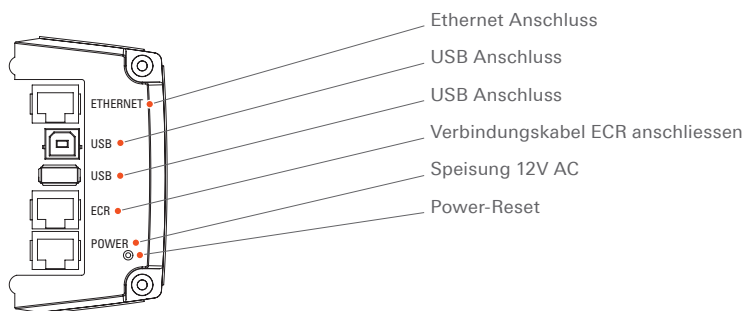 Ethernet Anschluss
USB Anschluss
USB Anschluss
Verbindungskabel ECR anschliessen
Speisung 12V AC
Power-Reset
ETHERNET
USB
USB
ECR
POWER